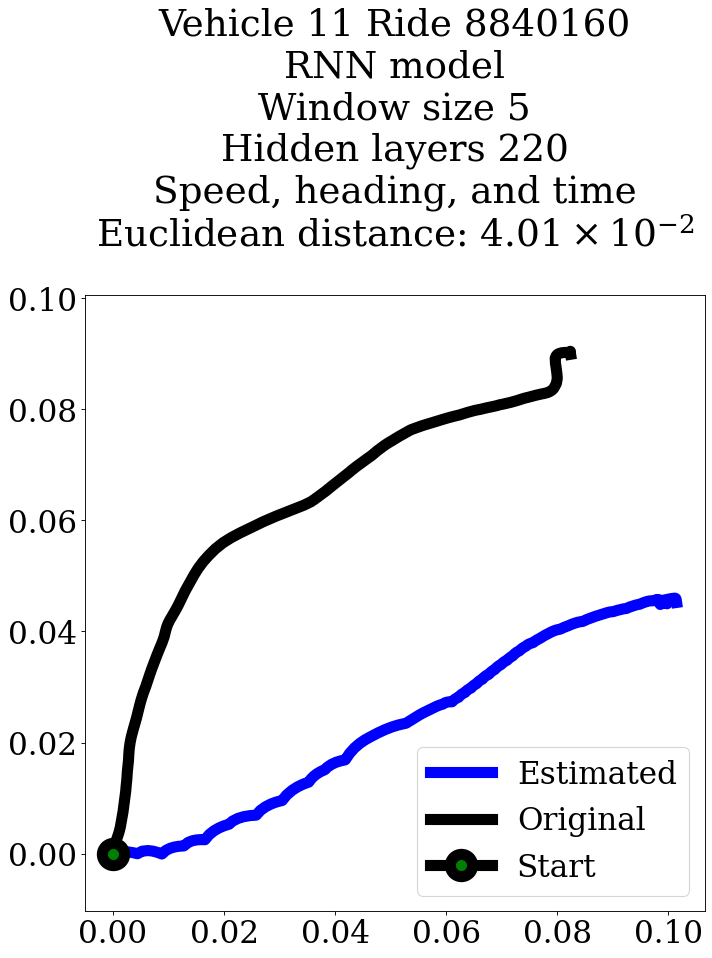 Vehicle 11 Ride 8840160
RNN model
Window size 5
Hidden layers 220
Speed, heading, and time
Euclidean distance: 4.01 × 10⁻²
0.10
0.08
0.06
0.04
0.02
0.00
Estimated
Original
Start
0.00 0.02 0.04 0.06 0.08 0.10